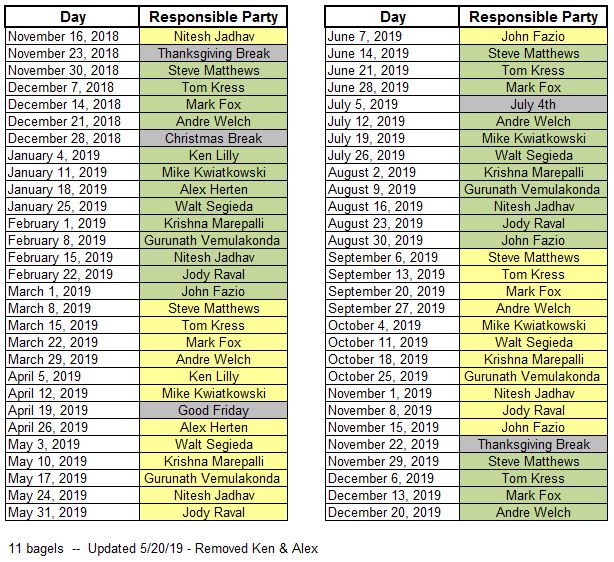 Day Responsible Party
November 16, 2018 Nitesh Jadhav
November 23, 2018 Thanksgiving Break
November 30, 2018 Steve Matthews
December 7, 2018 Tom Kress
December 14, 2018 Mark Fox
December 21, 2018 Andre Welch
December 28, 2018 Christmas Break
January 4, 2019 Ken Lilly
January 11, 2019 Mike Kwiatkowski
January 18, 2019 Alex Herten
January 25, 2019 Walt Segieda
February 1, 2019 Krishna Marepalli
February 8, 2019 Gurunath Vemulakonda
February 15, 2019 Nitesh Jadhav
February 22, 2019 Jody Raval
March 1, 2019 John Fazio
March 8, 2019 Steve Matthews
March 15, 2019 Tom Kress
March 22, 2019 Mark Fox
March 29, 2019 Andre Welch
April 5, 2019 Ken Lilly
April 12, 2019 Mike Kwiatkowski
April 19, 2019 Good Friday
April 26, 2019 Alex Herten
May 3, 2019 Walt Segieda
May 10, 2019 Krishna Marepalli
May 17, 2019 Gurunath Vemulakonda
May 24, 2019 Nitesh Jadhav
May 31, 2019 Jody Raval
Day Responsible Party
June 7, 2019 John Fazio
June 14, 2019 Steve Matthews
June 21, 2019 Tom Kress
June 28, 2019 Mark Fox
July 5, 2019 July 4th
July 12, 2019 Andre Welch
July 19, 2019 Mike Kwiatkowski
July 26, 2019 Walt Segieda
August 2, 2019 Krishna Marepalli
August 9, 2019 Gurunath Vemulakonda
August 16, 2019 Nitesh Jadhav
August 23, 2019 Jody Raval
August 30, 2019 John Fazio
September 6, 2019 Steve Matthews
September 13, 2019 Tom Kress
September 20, 2019 Mark Fox
September 27, 2019 Andre Welch
October 4, 2019 Mike Kwiatkowski
October 11, 2019 Walt Segieda
October 18, 2019 Krishna Marepalli
October 25, 2019 Gurunath Vemulakonda
November 1, 2019 Nitesh Jadhav
November 8, 2019 Jody Raval
November 15, 2019 John Fazio
November 22, 2019 Thanksgiving Break
November 29, 2019 Steve Matthews
December 6, 2019 Tom Kress
December 13, 2019 Mark Fox
December 20, 2019 Andre Welch
11 bagels -- Updated 5/20/19 - Removed Ken & Alex